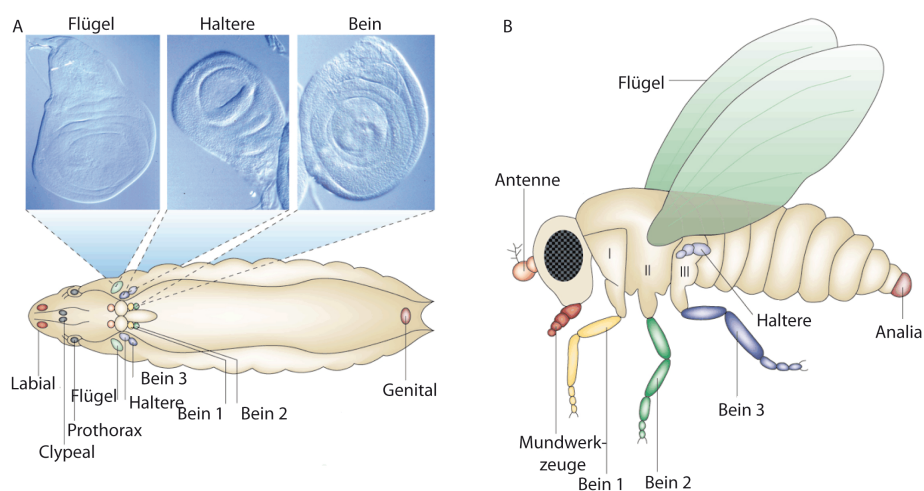 A
Flügel
Haltere
Bein
Labial
Flügel
Prothorax
Clypeal
Haltere
Bein 3
Bein 1
Bein 2
Genital
B
Flügel
Antenne
I
II
III
Haltere
Analia
Bein 3
Mundwerk-
zeuge
Bein 1
Bein 2